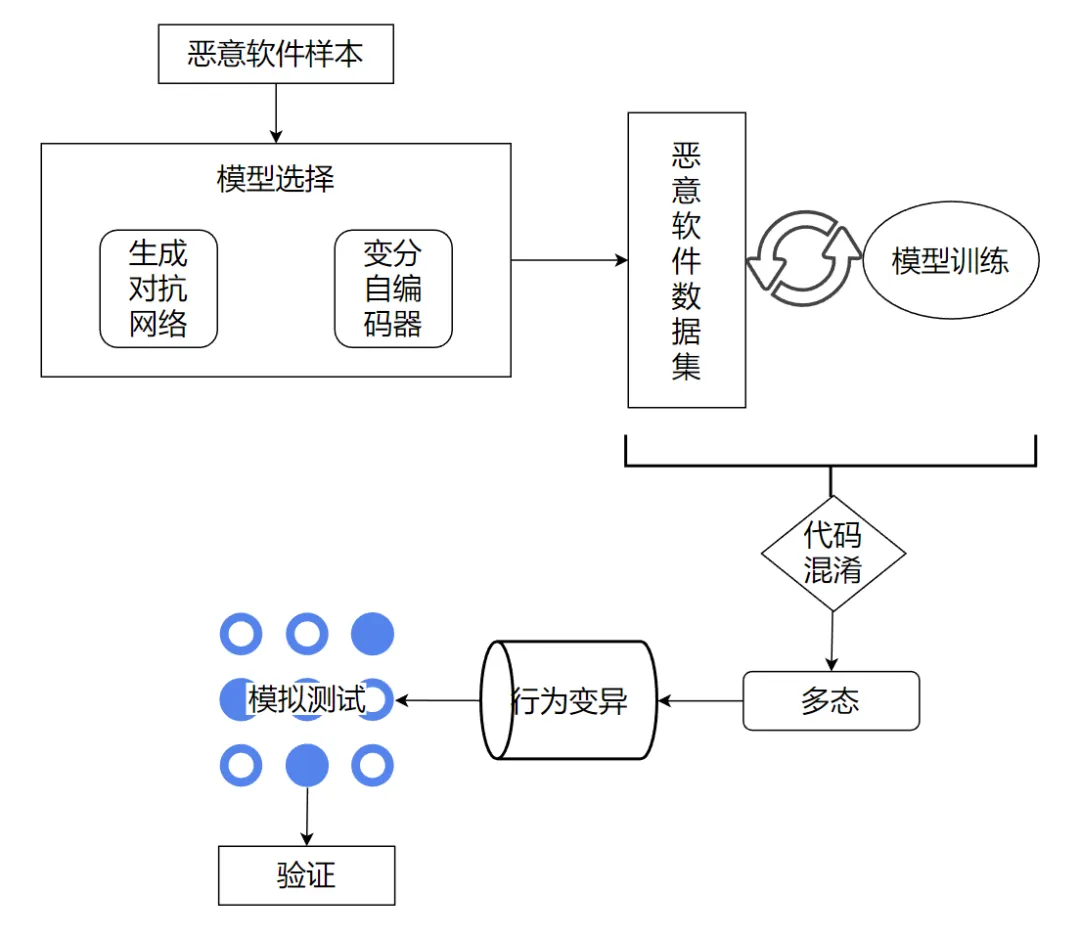 恶意软件样本
模型选择
生成
对抗
网络
变分
自编
码器
恶
意
软
件
数
据
集
模型训练
代码
混淆
多态
行为变异
模拟测试
验证